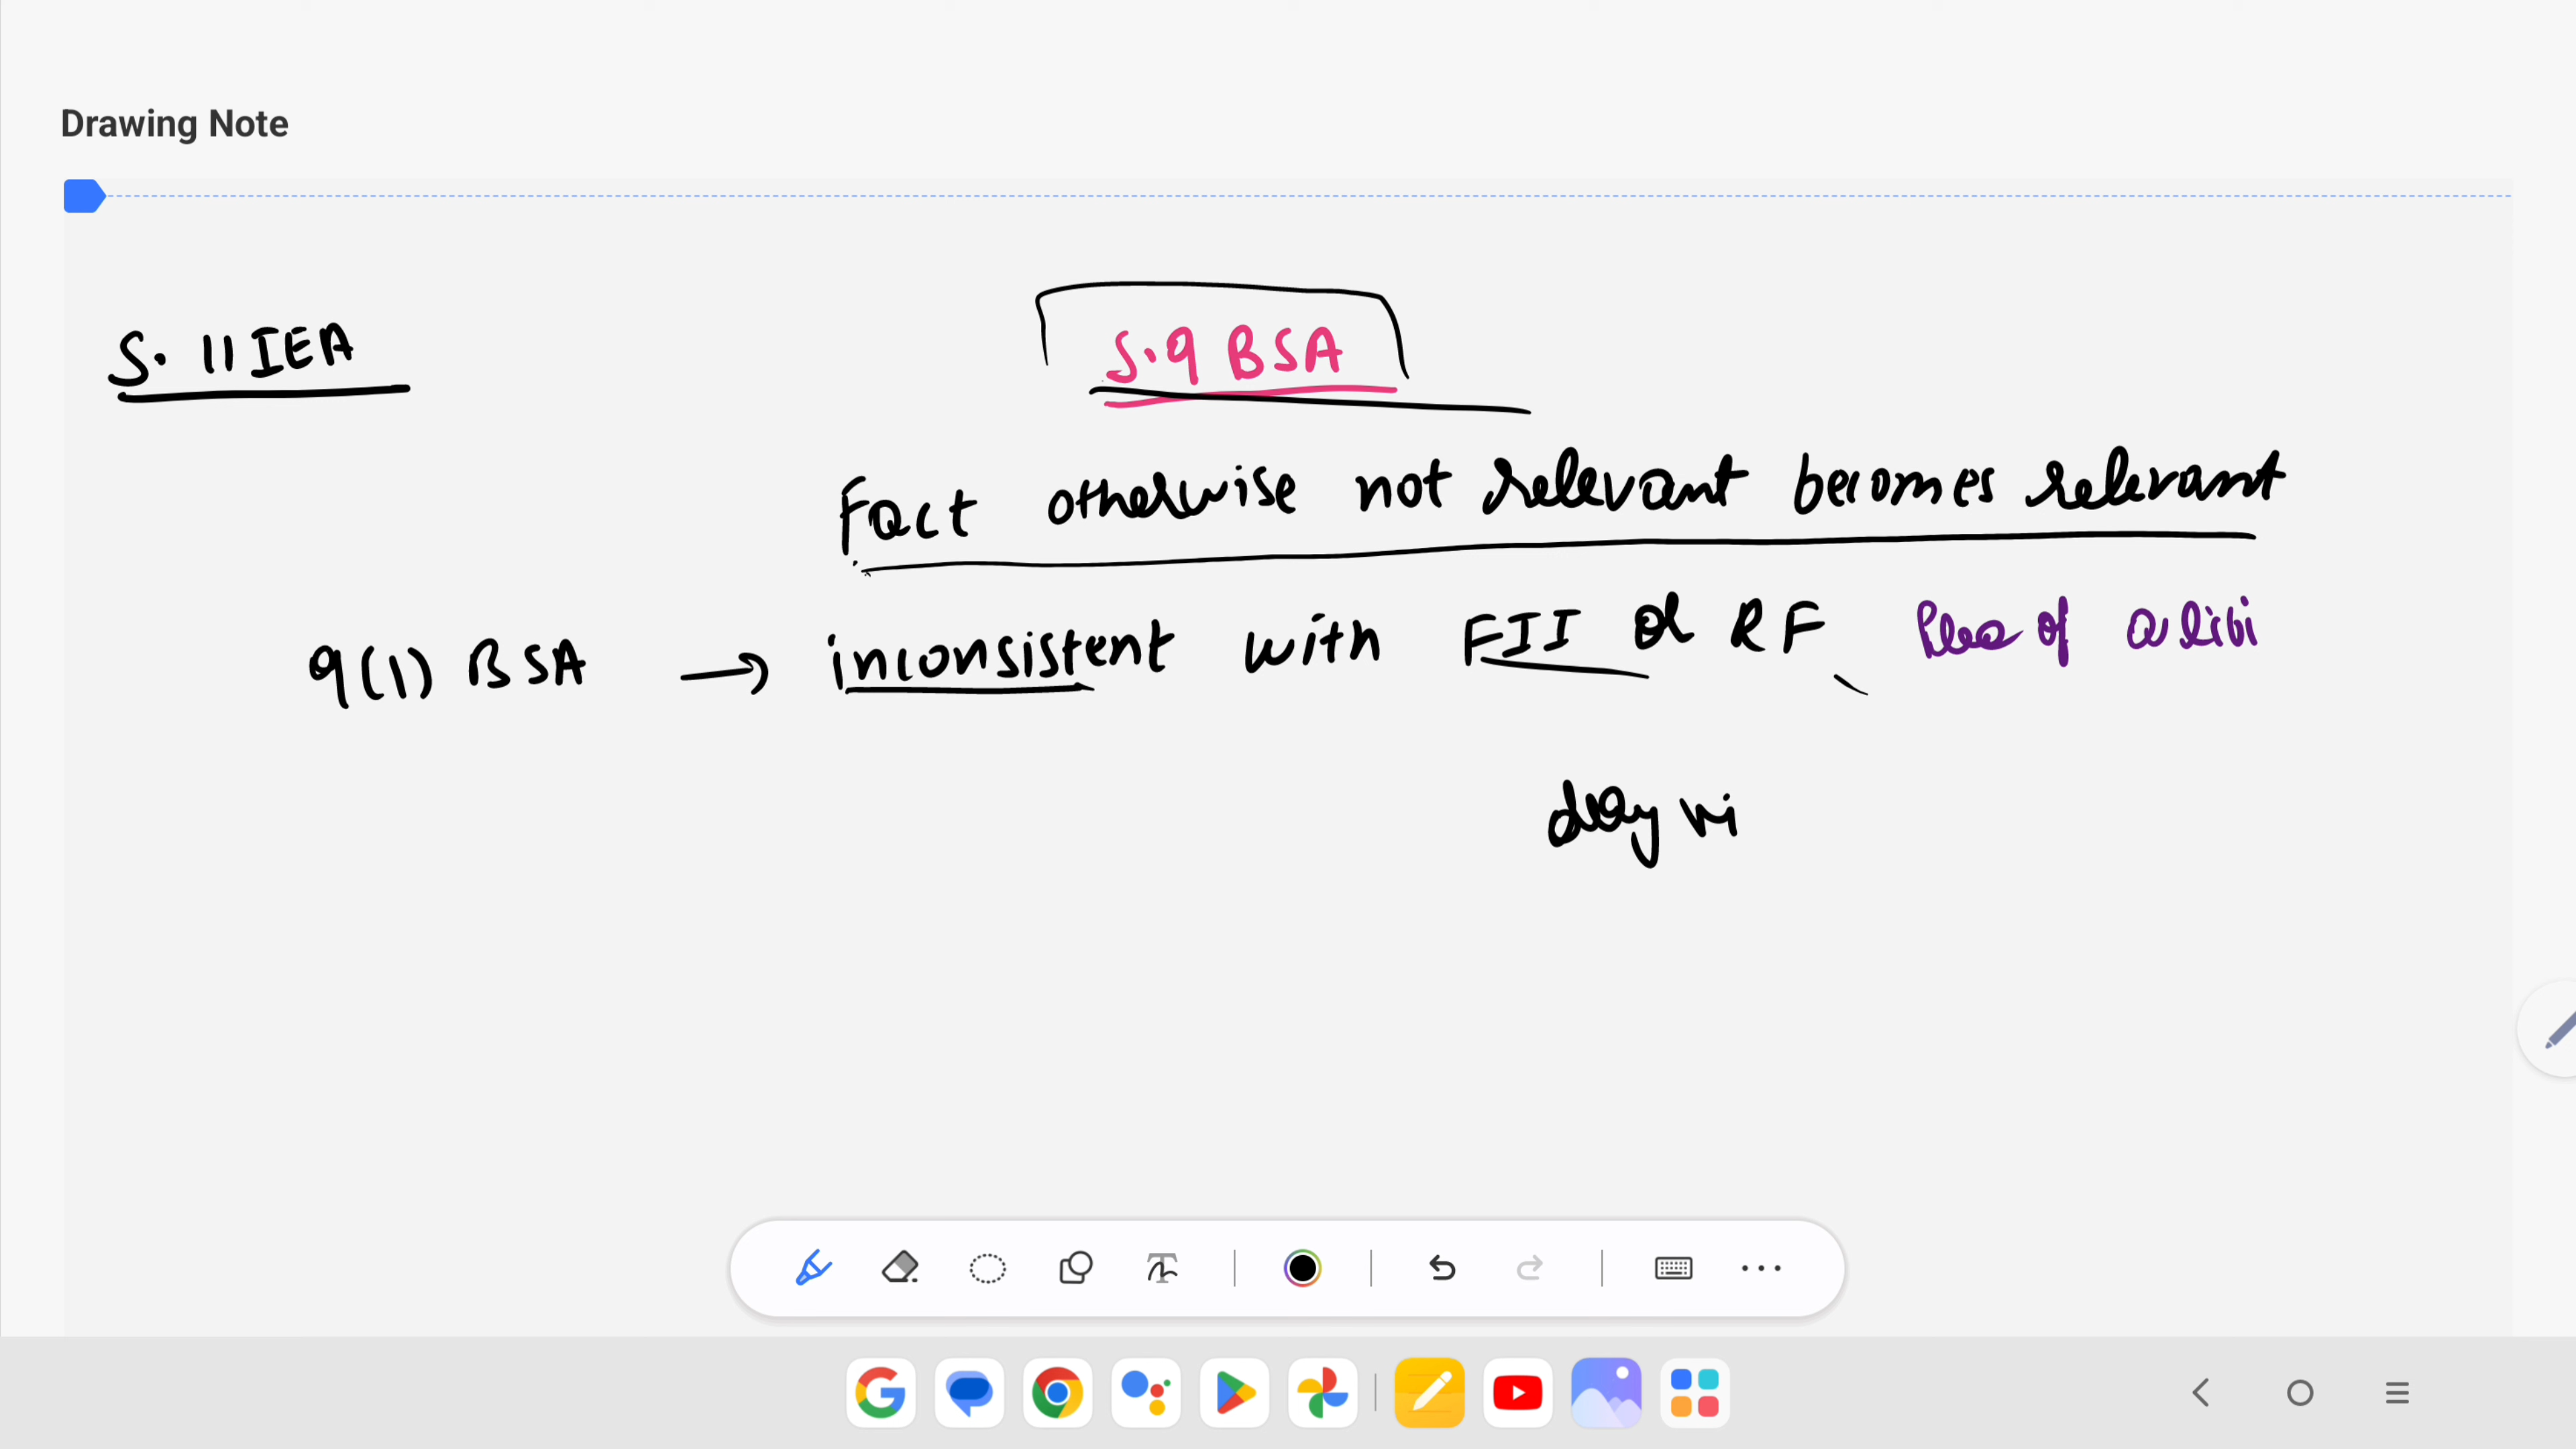 Drawing Note
S. 11 IEA
S.9 BSA
Fact otherwise not relevant becomes relevant
9(1) BSA → inconsistent with FII or RF Plea of alibi